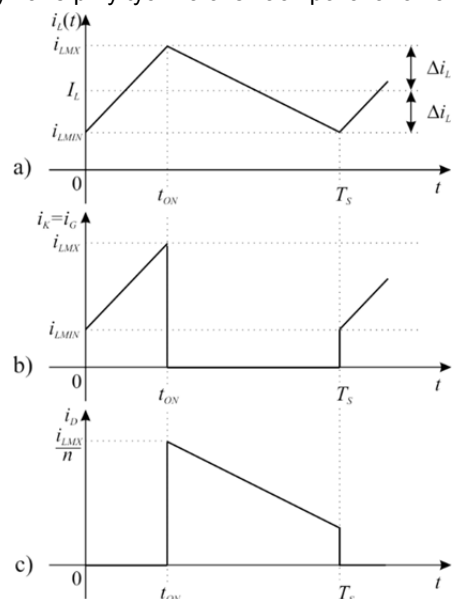 i_L(t)
i_LMX
Δi_L
I_L
Δi_L
i_LMIN
a)
0
t_ON
T_S
t
i_K=i_G
i_LMX
i_LMIN
b)
0
t_ON
T_S
t
i_D
i_LMX
n
c)
0
t_ON
T_S
t